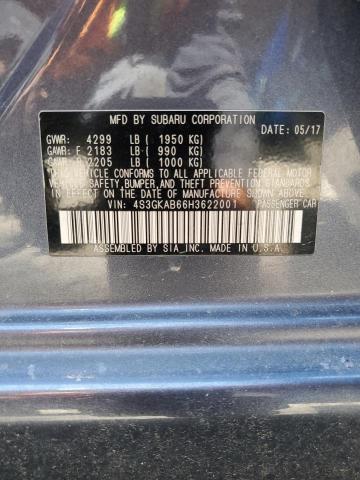 MFD BY SUBARU CORPORATION
DATE: 05/17
GVWR: 4299 LB( 1950 KG)
GAWR: F 2183 LB( 990 KG)
GAWR: R 2205 LB( 1000 KG)
THIS VEHICLE CONFORMS TO ALL APPLICABLE
FEDERAL MOTOR
VEHICLE SAFETY, BUMPER, AND THEFT PREVENTION STANDARDS
IN EFFECT ON THE DATE OF MANUFACTURE SHOWN ABOVE.
VIN: 4S3GKAB66H3622001 PASSENGER CAR
ASSEMBLED BY SIA, INC. IN U.S.A.